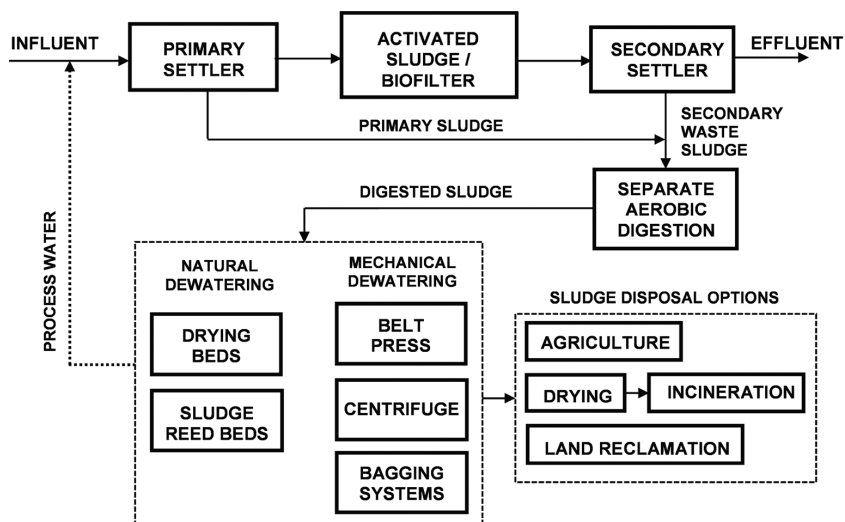 INFLUENT
PRIMARY
SETTLER
ACTIVATED
SLUDGE /
BIOFILTER
SECONDARY
SETTLER
EFFLUENT
PRIMARY SLUDGE
SECONDARY
WASTE
SLUDGE
DIGESTED SLUDGE
SEPARATE
AEROBIC
DIGESTION
PROCESS WATER
NATURAL
DEWATERING
MECHANICAL
DEWATERING
DRYING
BEDS
SLUDGE
REED BEDS
BELT
PRESS
CENTRIFUGE
BAGGING
SYSTEMS
SLUDGE DISPOSAL OPTIONS
AGRICULTURE
DRYING
INCINERATION
LAND RECLAMATION